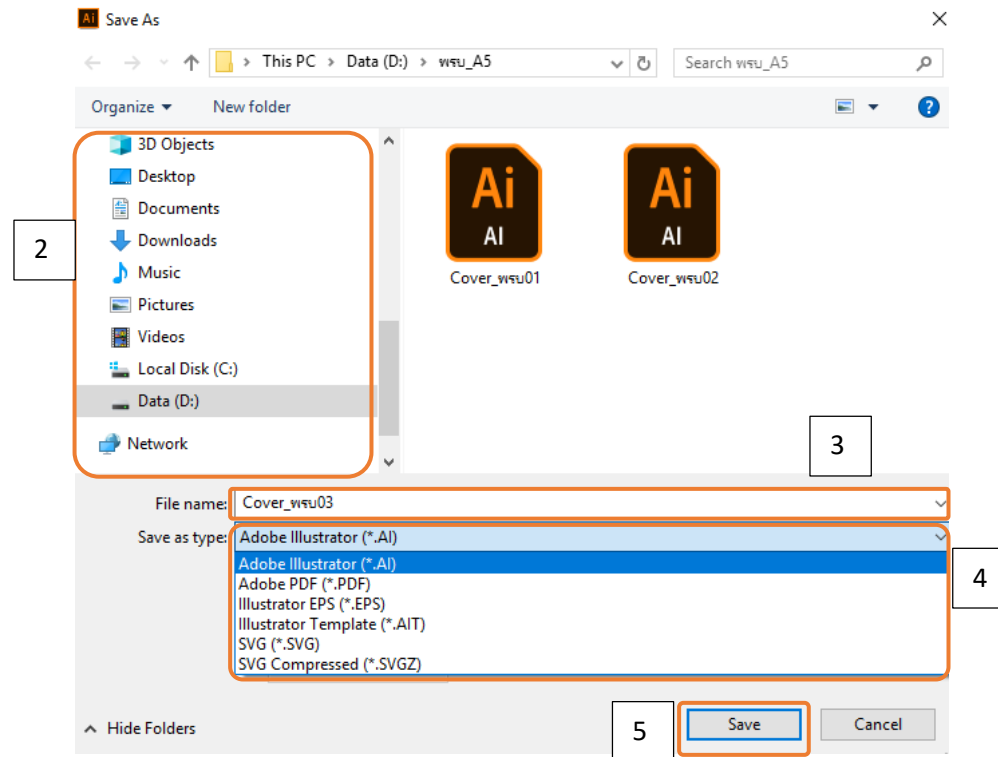 Ai Save As
This PC > Data (D:) > พรบ_A5
Search พรบ_A5
Organize
New folder
?
3D Objects
Desktop
Documents
Downloads
Music
Pictures
Videos
Local Disk (C:)
Data (D:)
Network
2
Ai
AI
Cover_พรบ01
Ai
AI
Cover_พรบ02
3
File name: Cover_พรบ03
Save as type: Adobe Illustrator (*.AI)
Adobe Illustrator (*.AI)
Adobe PDF (*.PDF)
Illustrator EPS (*.EPS)
Illustrator Template (*.AIT)
SVG (*.SVG)
SVG Compressed (*.SVGZ)
4
Hide Folders
5
Save
Cancel